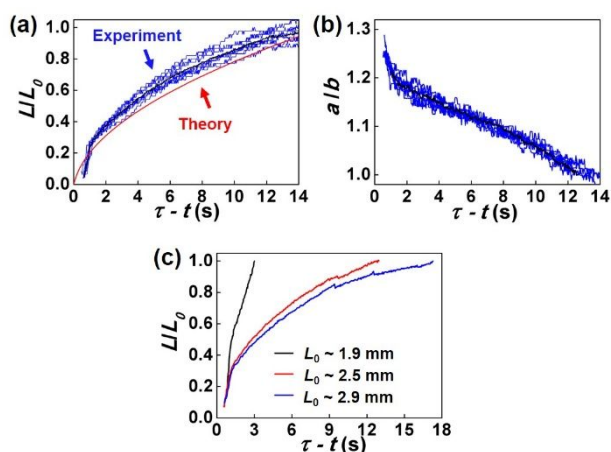 (a)
Experiment
Theory
L/L0
1.0
0.8
0.6
0.4
0.2
0.0
0 2 4 6 8 10 12 14
τ - t (s)
(b)
a/b
1.3
1.2
1.1
1.0
0 2 4 6 8 10 12 14
τ - t (s)
(c)
L/L0
1.0
0.8
0.6
0.4
0.2
0.0
L0 ~ 1.9 mm
L0 ~ 2.5 mm
L0 ~ 2.9 mm
0 3 6 9 12 15 18
τ - t (s)